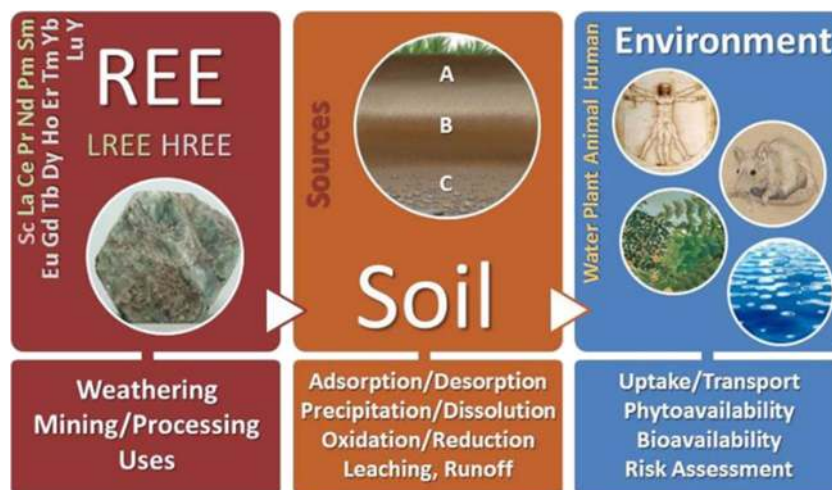 Sc La Ce Pr Nd Pm Sm
Eu Gd Tb Dy Ho Er Tm Yb
Lu Y
REE
LREE HREE
Weathering
Mining/Processing
Uses
Sources
A
B
C
Soil
Adsorption/Desorption
Precipitation/Dissolution
Oxidation/Reduction
Leaching, Runoff
Environment
Water Plant Animal Human
Uptake/Transport
Phytoavailability
Bioavailability
Risk Assessment